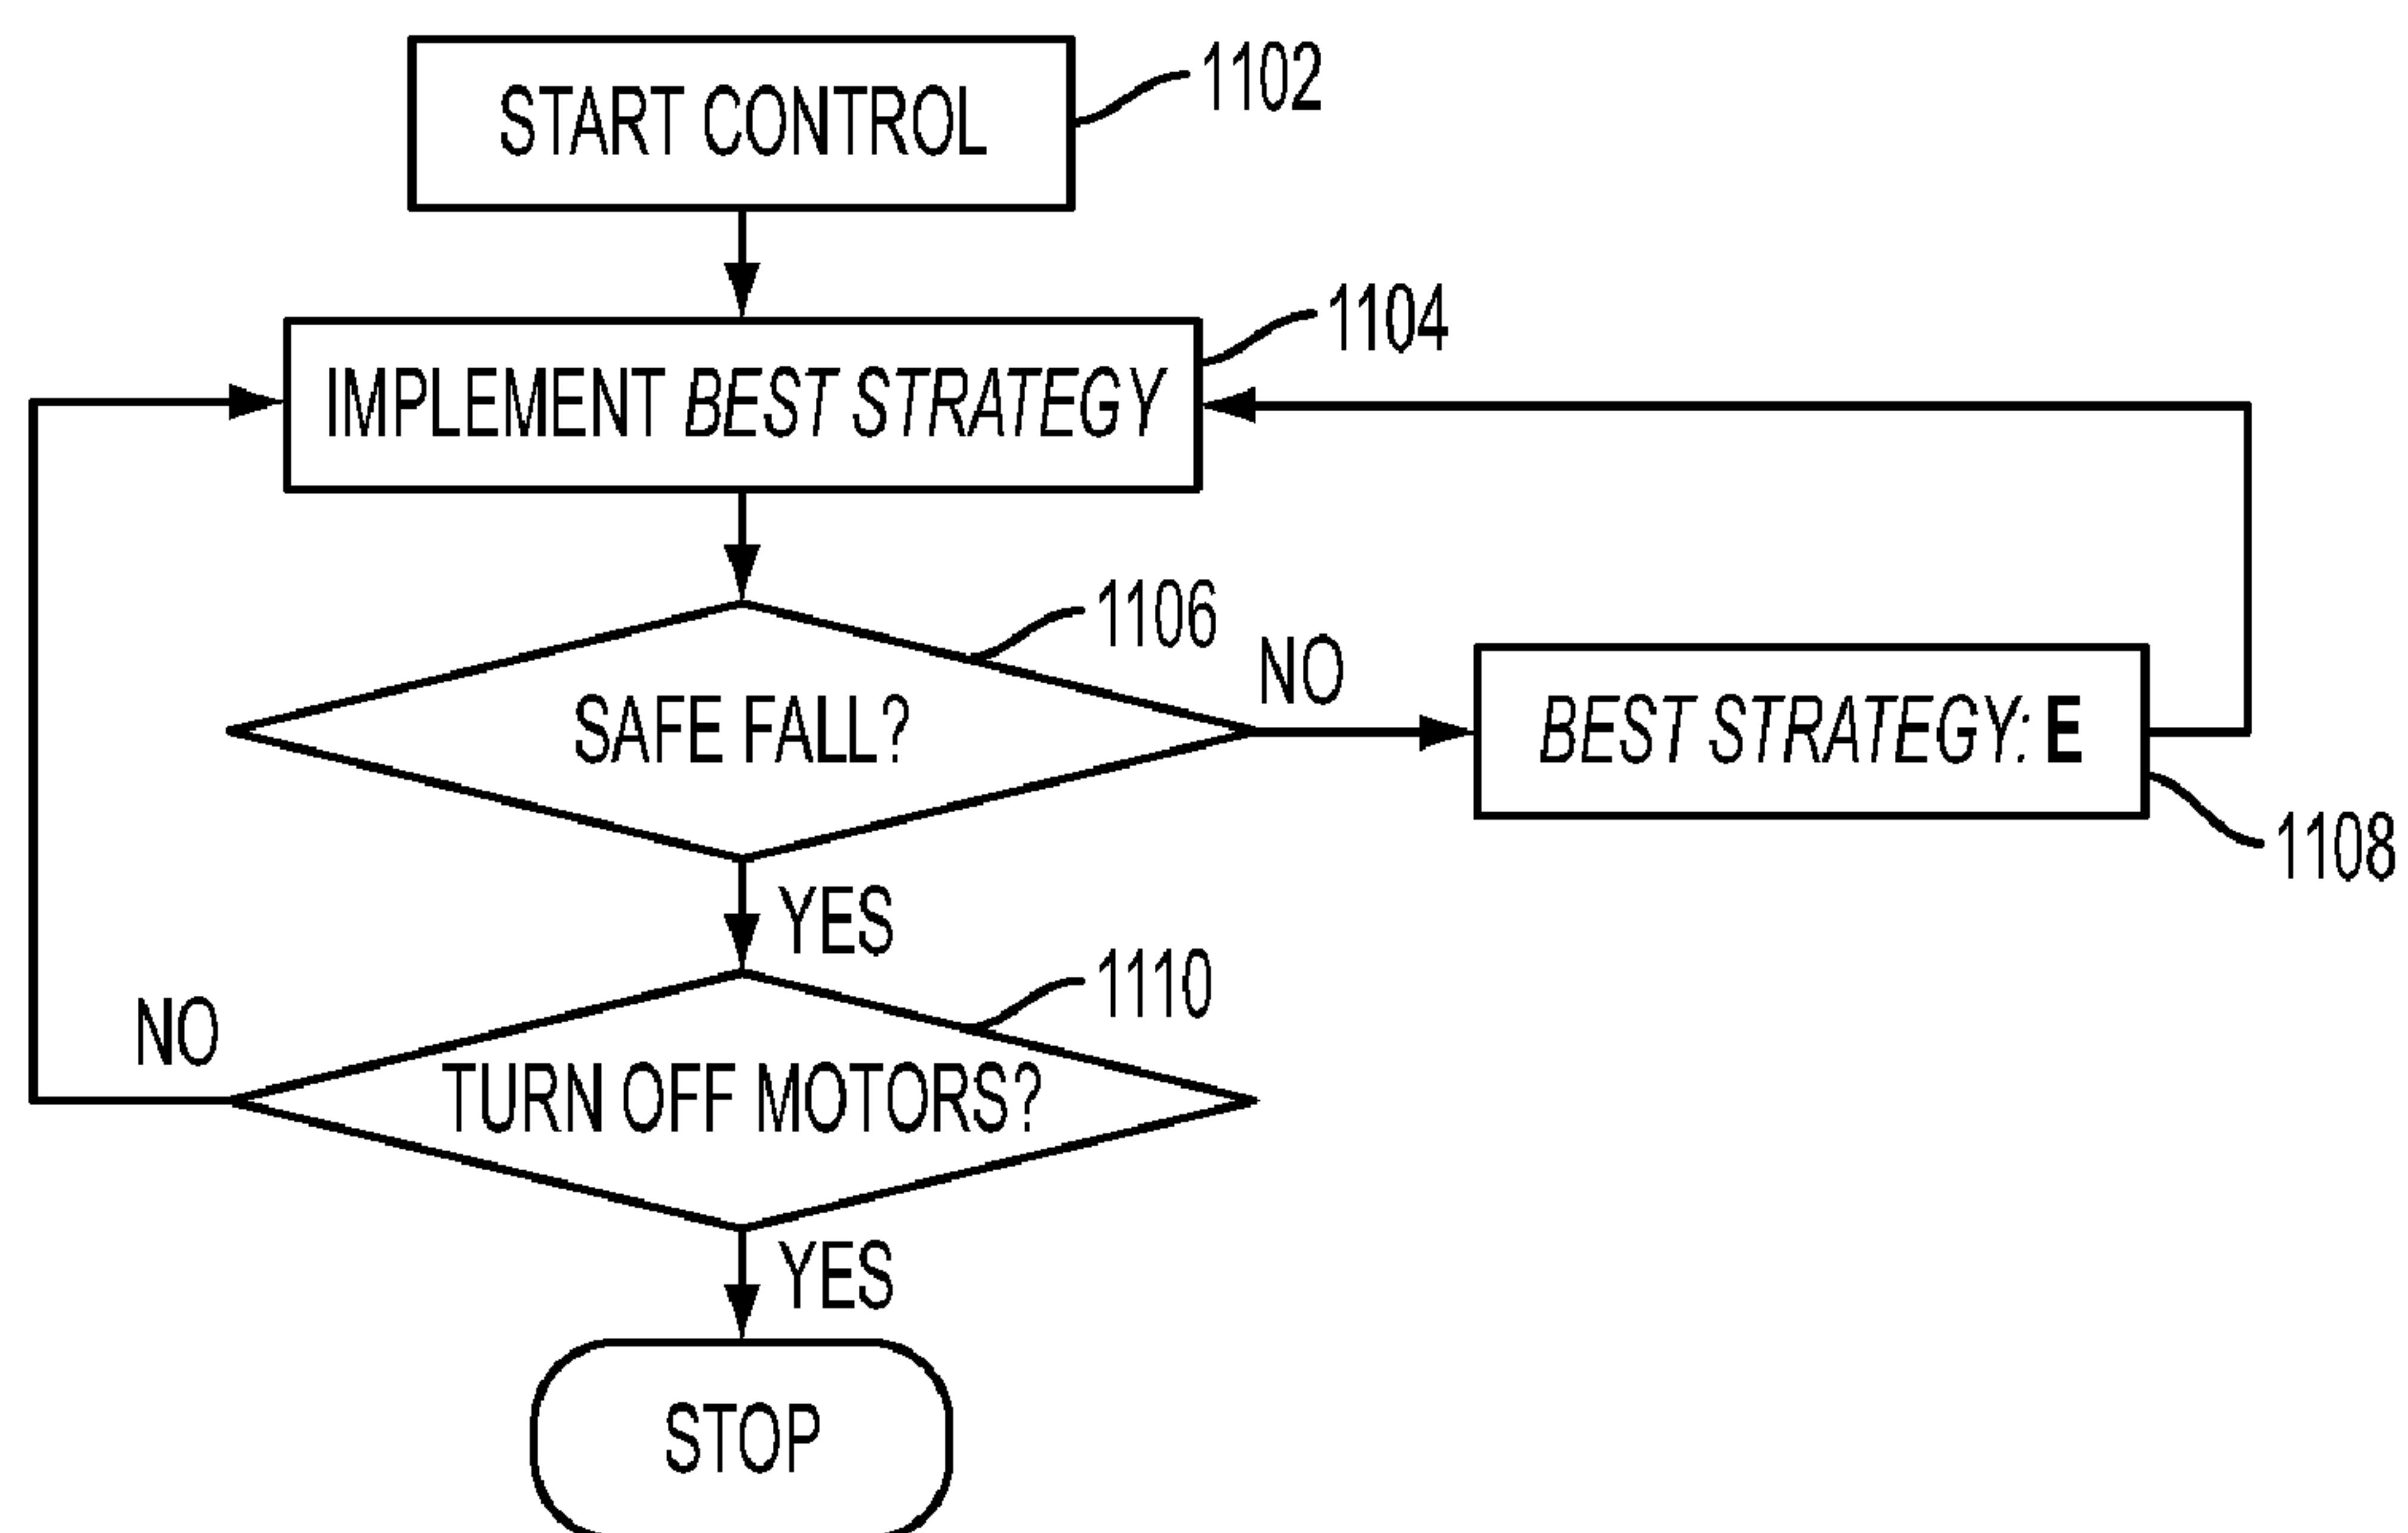 START CONTROL
1102
IMPLEMENT BEST STRATEGY
1104
SAFE FALL?
1106
NO
BEST STRATEGY: E
1108
YES
TURN OFF MOTORS?
1110
NO
YES
STOP